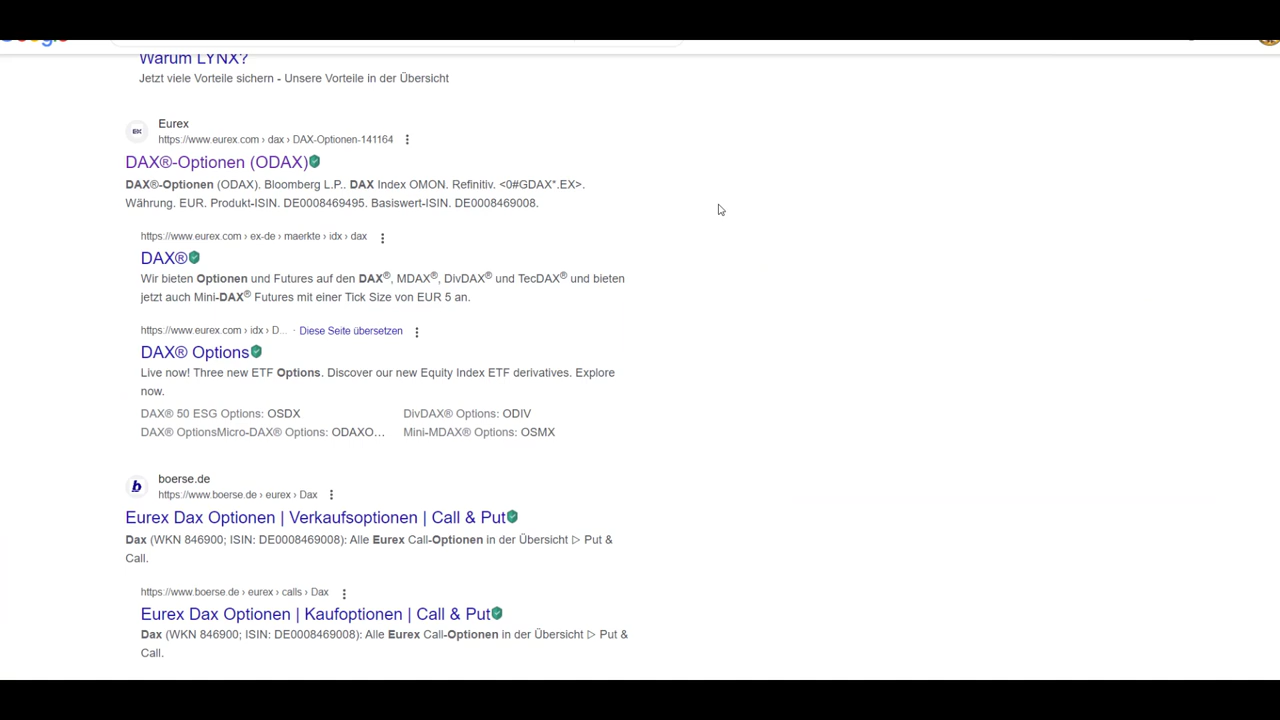 Google
Warum LYNX?
Jetzt viele Vorteile sichern - Unsere Vorteile in der Übersicht
EX
Eurex
https://www.eurex.com › dax › DAX-Optionen-141164
DAX®-Optionen (ODAX)
DAX®-Optionen (ODAX). Bloomberg L.P.. DAX Index OMON. Refinitiv. <0#GDAX*.EX>.
Währung. EUR. Produkt-ISIN. DE0008469495. Basiswert-ISIN. DE0008469008.
https://www.eurex.com › ex-de › maerkte › idx › dax
DAX®
Wir bieten Optionen und Futures auf den DAX®, MDAX®, DivDAX® und TecDAX® und bieten
jetzt auch Mini-DAX® Futures mit einer Tick Size von EUR 5 an.
https://www.eurex.com › idx › D... · Diese Seite übersetzen
DAX® Options
Live now! Three new ETF Options. Discover our new Equity Index ETF derivatives. Explore
now.
DAX® 50 ESG Options: OSDX DivDAX® Options: ODIV
DAX® OptionsMicro-DAX® Options: ODAXO... Mini-MDAX® Options: OSMX
b
boerse.de
https://www.boerse.de › eurex › Dax
Eurex Dax Optionen | Verkaufsoptionen | Call & Put
Dax (WKN 846900; ISIN: DE0008469008): Alle Eurex Call-Optionen in der Übersicht ▷ Put &
Call.
https://www.boerse.de › eurex › calls › Dax
Eurex Dax Optionen | Kaufoptionen | Call & Put
Dax (WKN 846900; ISIN: DE0008469008): Alle Eurex Call-Optionen in der Übersicht ▷ Put &
Call.